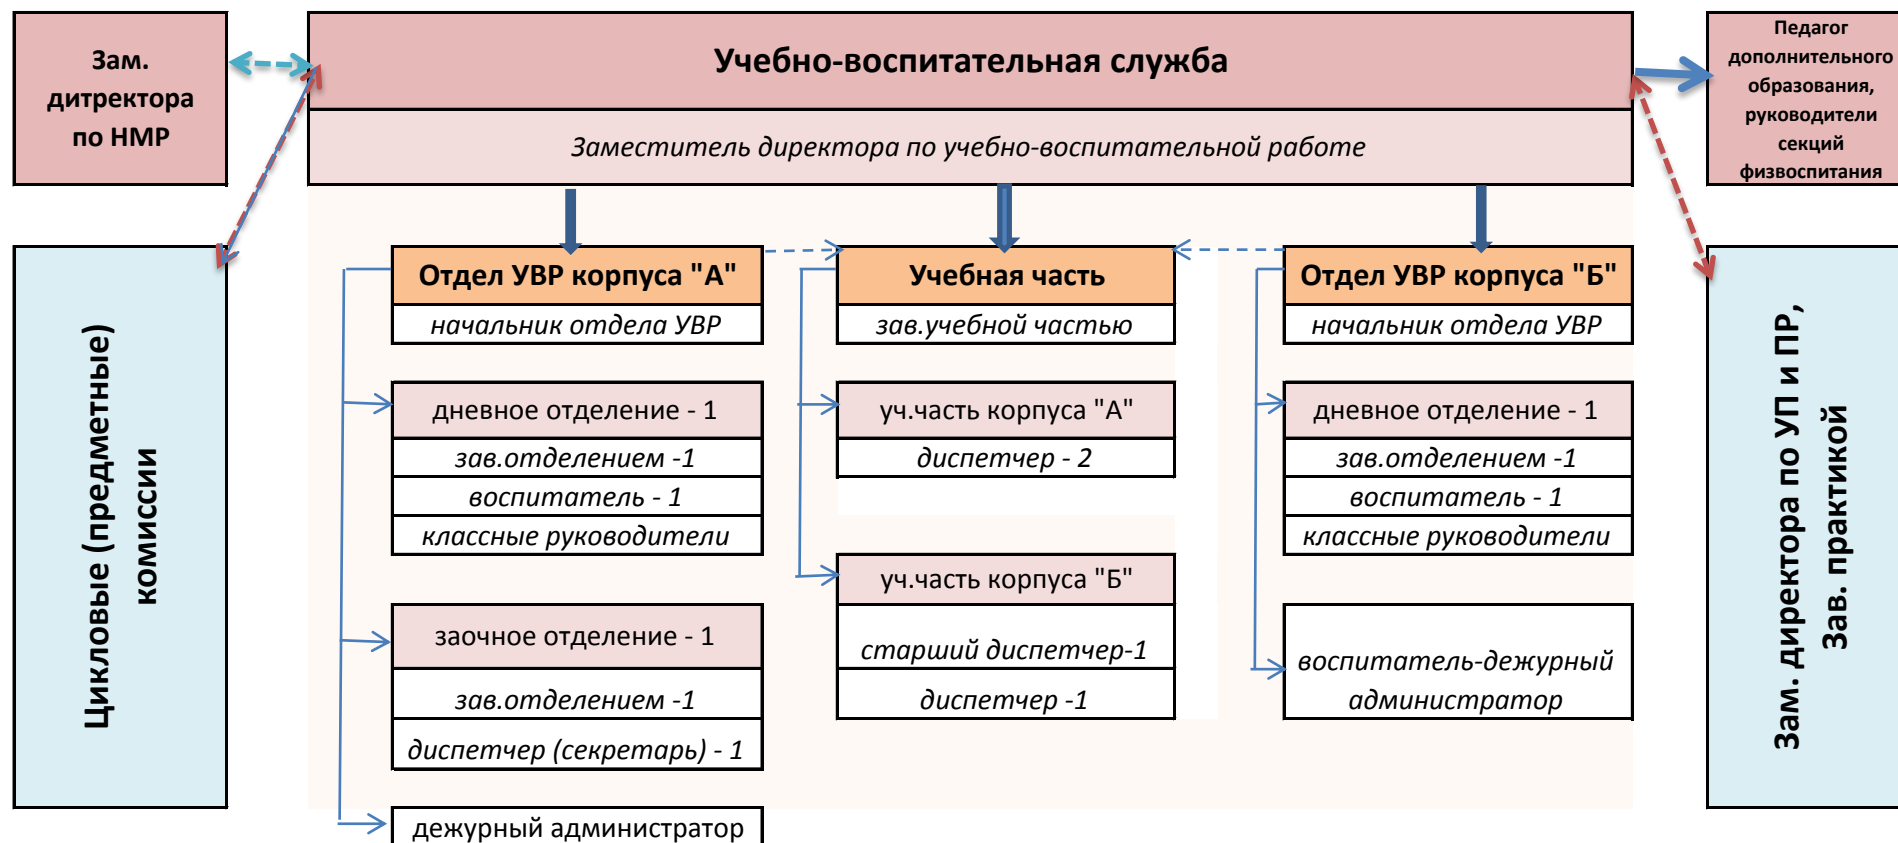 Зам.
дитректора
по НМР
Учебно-воспитательная служба
Заместитель директора по учебно-воспитательной работе
Педагог
дополнительного
образования,
руководители
секций
физвоспитания
Цикловые (предметные)
комиссии
Отдел УВР корпуса "А"
начальник отдела УВР
дневное отделение - 1
зав.отделением -1
воспитатель - 1
классные руководители
заочное отделение - 1
зав.отделением -1
диспетчер (секретарь) - 1
дежурный администратор
Учебная часть
зав.учебной частью
уч.часть корпуса "А"
диспетчер - 2
уч.часть корпуса "Б"
старший диспетчер-1
диспетчер -1
Отдел УВР корпуса "Б"
начальник отдела УВР
дневное отделение - 1
зав.отделением -1
воспитатель - 1
классные руководители
воспитатель-дежурный
администратор
Зам. директора по УП и ПР,
Зав. практикой